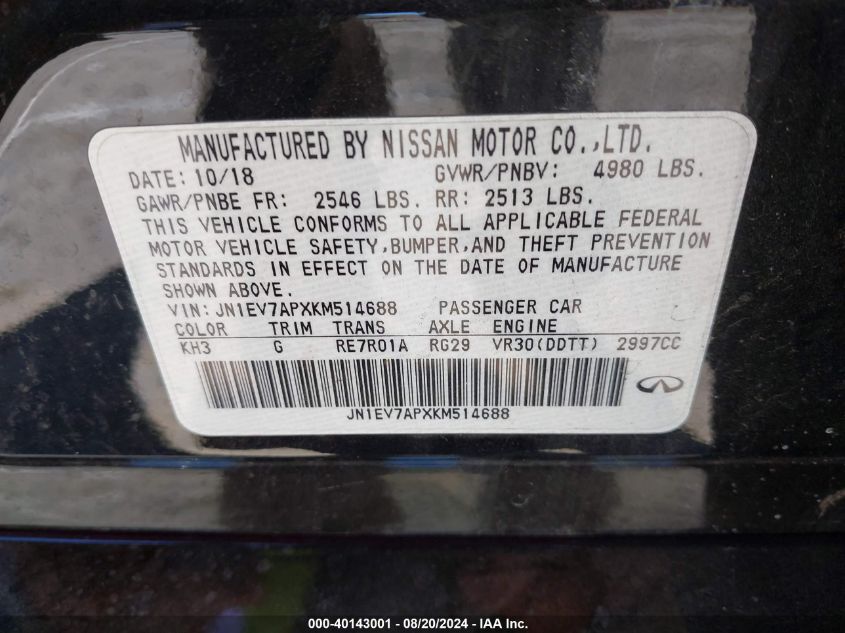 MANUFACTURED BY NISSAN MOTOR CO.,LTD.
DATE: 10/18 GVWR/PNBV: 4980 LBS.
GAWR/PNBE FR: 2546 LBS. RR: 2513 LBS.
THIS VEHICLE CONFORMS TO ALL APPLICABLE FEDERAL
MOTOR VEHICLE SAFETY,BUMPER,AND THEFT PREVENTION
STANDARDS IN EFFECT ON THE DATE OF MANUFACTURE
SHOWN ABOVE.
VIN: JN1EV7APXKM514688 PASSENGER CAR
COLOR TRIM TRANS AXLE ENGINE
KH3 G RE7R01A RG29 VR30(DDTT) 2997CC
JN1EV7APXKM514688
000-40143001 - 08/20/2024 - IAA Inc.